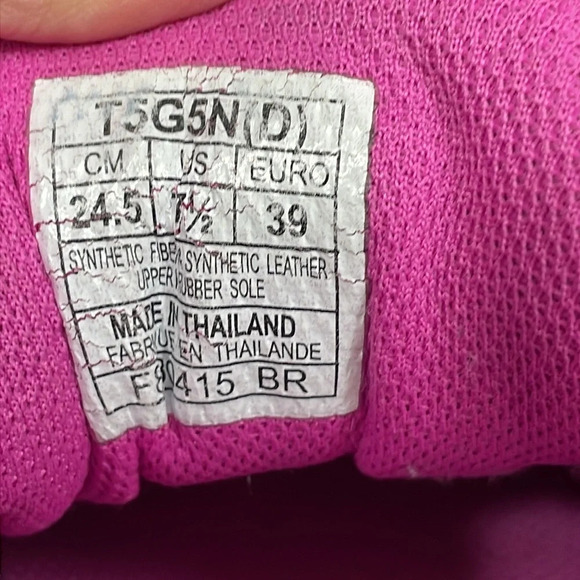 T5G5N(D)
CM US EURO
24.5 7½ 39
SYNTHETIC FIBER SYNTHETIC LEATHER
UPPER RUBBER SOLE
MADE IN THAILAND
FABRIQUE EN THAILANDE
BR